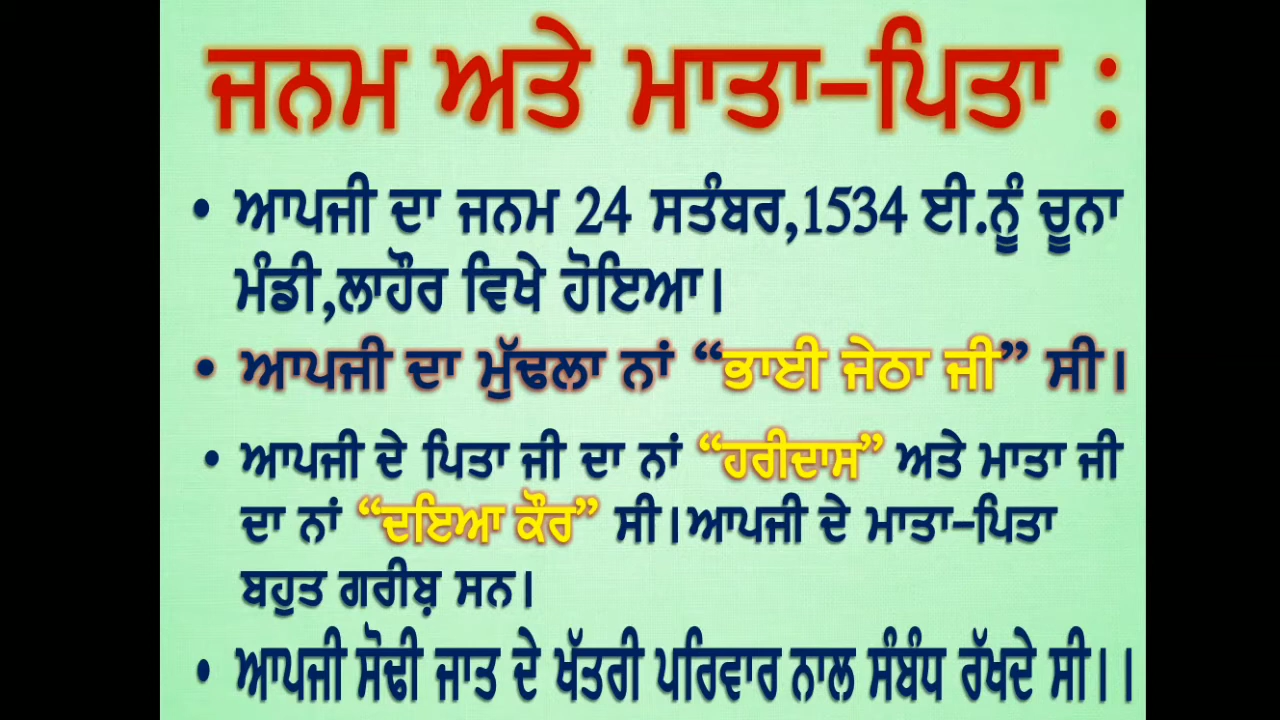 ਜਨਮ ਅਤੇ ਮਾਤਾ-ਪਿਤਾ :
• ਆਪਜੀ ਦਾ ਜਨਮ 24 ਸਤੰਬਰ,1534 ਈ.ਨੂੰ ਚੂਨਾ
ਮੰਡੀ,ਲਾਹੌਰ ਵਿਖੇ ਹੋਇਆ।
• ਆਪਜੀ ਦਾ ਮੁੱਢਲਾ ਨਾਂ “ਭਾਈ ਜੇਠਾ ਜੀ” ਸੀ।
• ਆਪਜੀ ਦੇ ਪਿਤਾ ਜੀ ਦਾ ਨਾਂ “ਹਰੀਦਾਸ” ਅਤੇ ਮਾਤਾ ਜੀ
ਦਾ ਨਾਂ “ਦਇਆ ਕੌਰ” ਸੀ।ਆਪਜੀ ਦੇ ਮਾਤਾ-ਪਿਤਾ
ਬਹੁਤ ਗਰੀਬ਼ ਸਨ।
• ਆਪਜੀ ਸੋਢੀ ਜਾਤ ਦੇ ਖੱਤਰੀ ਪਰਿਵਾਰ ਨਾਲ ਸੰਬੰਧ ਰੱਖਦੇ ਸੀ।।